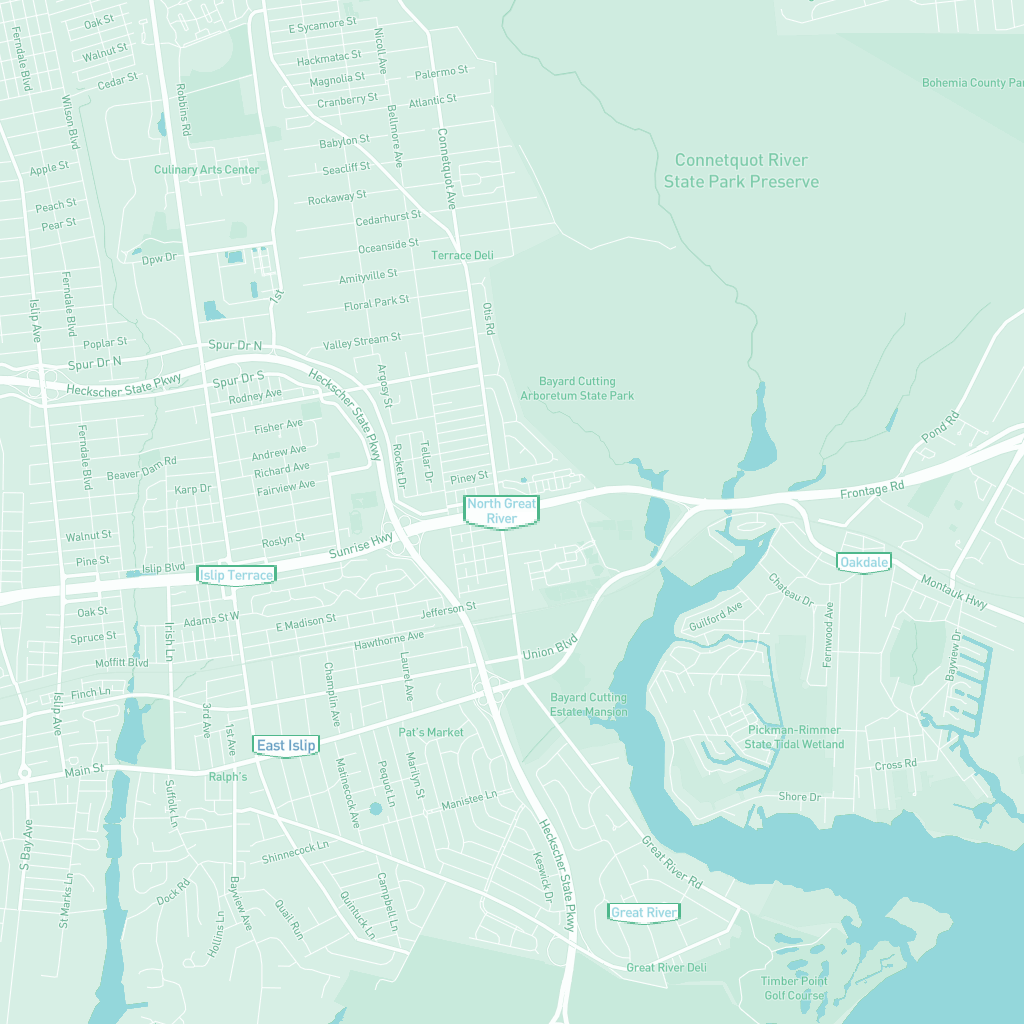 Oak St
E Sycamore St
Ferndale Blvd
Walnut St
Nicoll Ave
Hackmatac St
Cedar St
Magnolia St
Palermo St
Bohemia County Par
Robbins Rd
Cranberry St
Atlantic St
Wilson Blvd
Bellmore Ave
Babylon St
Connetquot Ave
Connetquot River
State Park Preserve
Apple St
Culinary Arts Center
Seacliff St
Rockaway St
Peach St
Pear St
Cedarhurst St
Oceanside St
Terrace Deli
Dpw Dr
Amityville St
1st
Ferndale Blvd
Islip Ave
Floral Park St
Otis Rd
Poplar St
Spur Dr N
Valley Stream St
Spur Dr N
Spur Dr S
Heckscher State Pkwy
Heckscher State Pkwy
Argosy St
Bayard Cutting
Arboretum State Park
Rodney Ave
Fisher Ave
Pond Rd
Ferndale Blvd
Andrew Ave
Beaver Dam Rd
Richard Ave
Rocket Dr
Tellar Dr
Piney St
Karp Dr
Fairview Ave
Frontage Rd
North Great
River
Walnut St
Roslyn St
Sunrise Hwy
Pine St
Islip Blvd
Islip Terrace
Oakdale
Montauk Hwy
Chateau Dr
Oak St
Jefferson St
Adams St W
E Madison St
Guilford Ave
Spruce St
Irish Ln
Hawthorne Ave
Fernwood Ave
Bayview Dr
Union Blvd
Moffitt Blvd
Laurel Ave
Finch Ln
Champlin Ave
Bayard Cutting
Estate Mansion
Islip Ave
3rd Ave
1st Ave
Pat's Market
Pickman-Rimmer
State Tidal Wetland
East Islip
Main St
Ralph's
Cross Rd
Matinecock Ave
Pequot Ln
Marilyn St
Suffolk Ln
Manistee Ln
Shore Dr
S Bay Ave
Heckscher State Pkwy
Shinnecock Ln
Keswick Dr
Great River Rd
St Marks Ln
Dock Rd
Bayview Ave
Campbell Ln
Quintuck Ln
Quail Run
Hollins Ln
Great River
Great River Deli
Timber Point
Golf Course